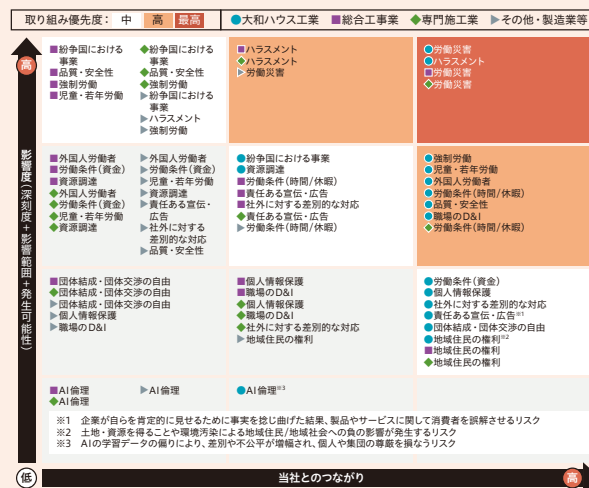 取り組み優先度： 中 高 最高 ●大和ハウス工業 ■総合工事業 ◆専門施工業 ▶その他・製造業等
高
影響度（深刻度＋影響範囲＋発生可能性）
低
■紛争国における
事業
■品質・安全性
■強制労働
■児童・若年労働
◆紛争国における
事業
◆品質・安全性
◆強制労働
▶紛争国における
事業
▶ハラスメント
▶強制労働
■ハラスメント
◆ハラスメント
▶労働災害
●労働災害
●ハラスメント
■労働災害
◆労働災害
■外国人労働者
■労働条件（資金）
■資源調達
◆外国人労働者
◆労働条件（資金）
◆児童・若年労働
◆資源調達
▶外国人労働者
▶労働条件（資金）
▶児童・若年労働
▶資源調達
▶責任ある宣伝・
広告
▶社外に対する
差別的な対応
▶品質・安全性
●紛争国における事業
●資源調達
■労働条件（時間/休暇）
■責任ある宣伝・広告
■社外に対する差別的な対応
◆責任ある宣伝・広告
▶労働条件（時間/休暇）
●強制労働
●児童・若年労働
●外国人労働者
●労働条件（時間/休暇）
●品質・安全性
●職場のD&I
◆労働条件（時間/休暇）
■団体結成・団体交渉の自由
◆団体結成・団体交渉の自由
▶団体結成・団体交渉の自由
▶個人情報保護
▶職場のD&I
■個人情報保護
■職場のD&I
◆個人情報保護
◆職場のD&I
◆社外に対する差別的な対応
▶地域住民の権利
●労働条件（資金）
●個人情報保護
●社外に対する差別的な対応
●責任ある宣伝・広告※1
●団体結成・団体交渉の自由
●地域住民の権利※2
■地域住民の権利
◆地域住民の権利
■AI倫理
◆AI倫理
▶AI倫理
●AI倫理※3
※1 企業が自らを肯定的に見せるために事実を捻じ曲げた結果、製品やサービスに関して消費者を誤解させるリスク
※2 土地・資源を得ることや環境汚染による地域住民/地域社会への負の影響が発生するリスク
※3 AIの学習データの偏りにより、差別や不公平が増幅され、個人や集団の尊厳を損なうリスク
当社とのつながり
高